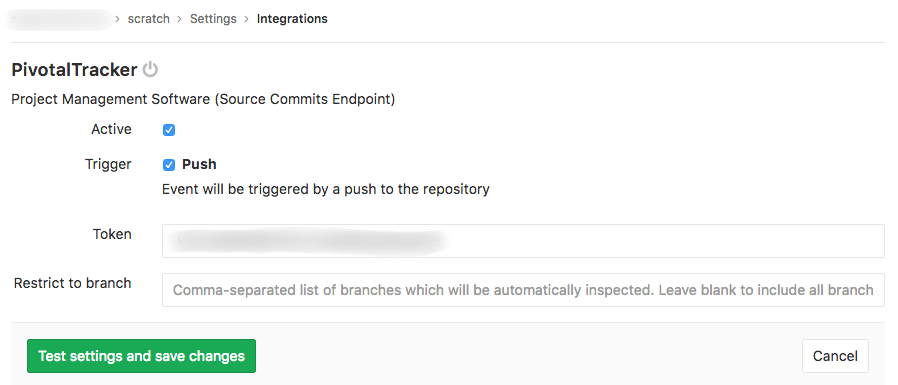 › scratch › Settings › Integrations
PivotalTracker
Project Management Software (Source Commits Endpoint)
Active
Trigger Push
Event will be triggered by a push to the repository
Token
Restrict to branch Comma-separated list of branches which will be automatically inspected. Leave blank to include all branch
Test settings and save changes Cancel